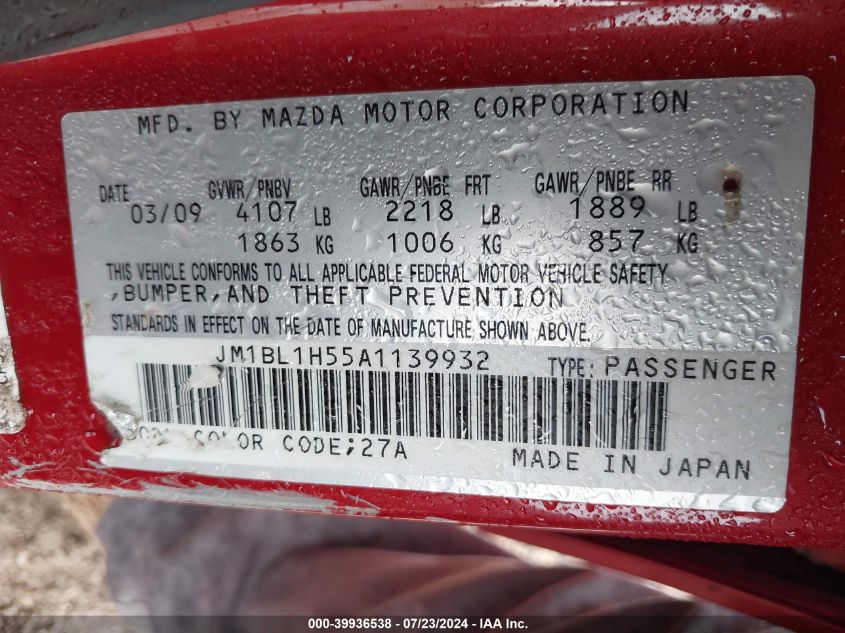 MFD. BY MAZDA MOTOR CORPORATION
DATE GVWR/PNBV GAWR/PNBE FRT GAWR/PNBE RR
03/09 4107 LB 2218 LB 1889 LB
1863 KG 1006 KG 857 KG
THIS VEHICLE CONFORMS TO ALL APPLICABLE FEDERAL MOTOR VEHICLE SAFETY
,BUMPER,AND THEFT PREVENTION
STANDARDS IN EFFECT ON THE DATE OF MANUFACTURE SHOWN ABOVE.
JM1BL1H55A1139932 TYPE: PASSENGER
COLOR CODE;27A MADE IN JAPAN
000-39936538 - 07/23/2024 - IAA Inc.